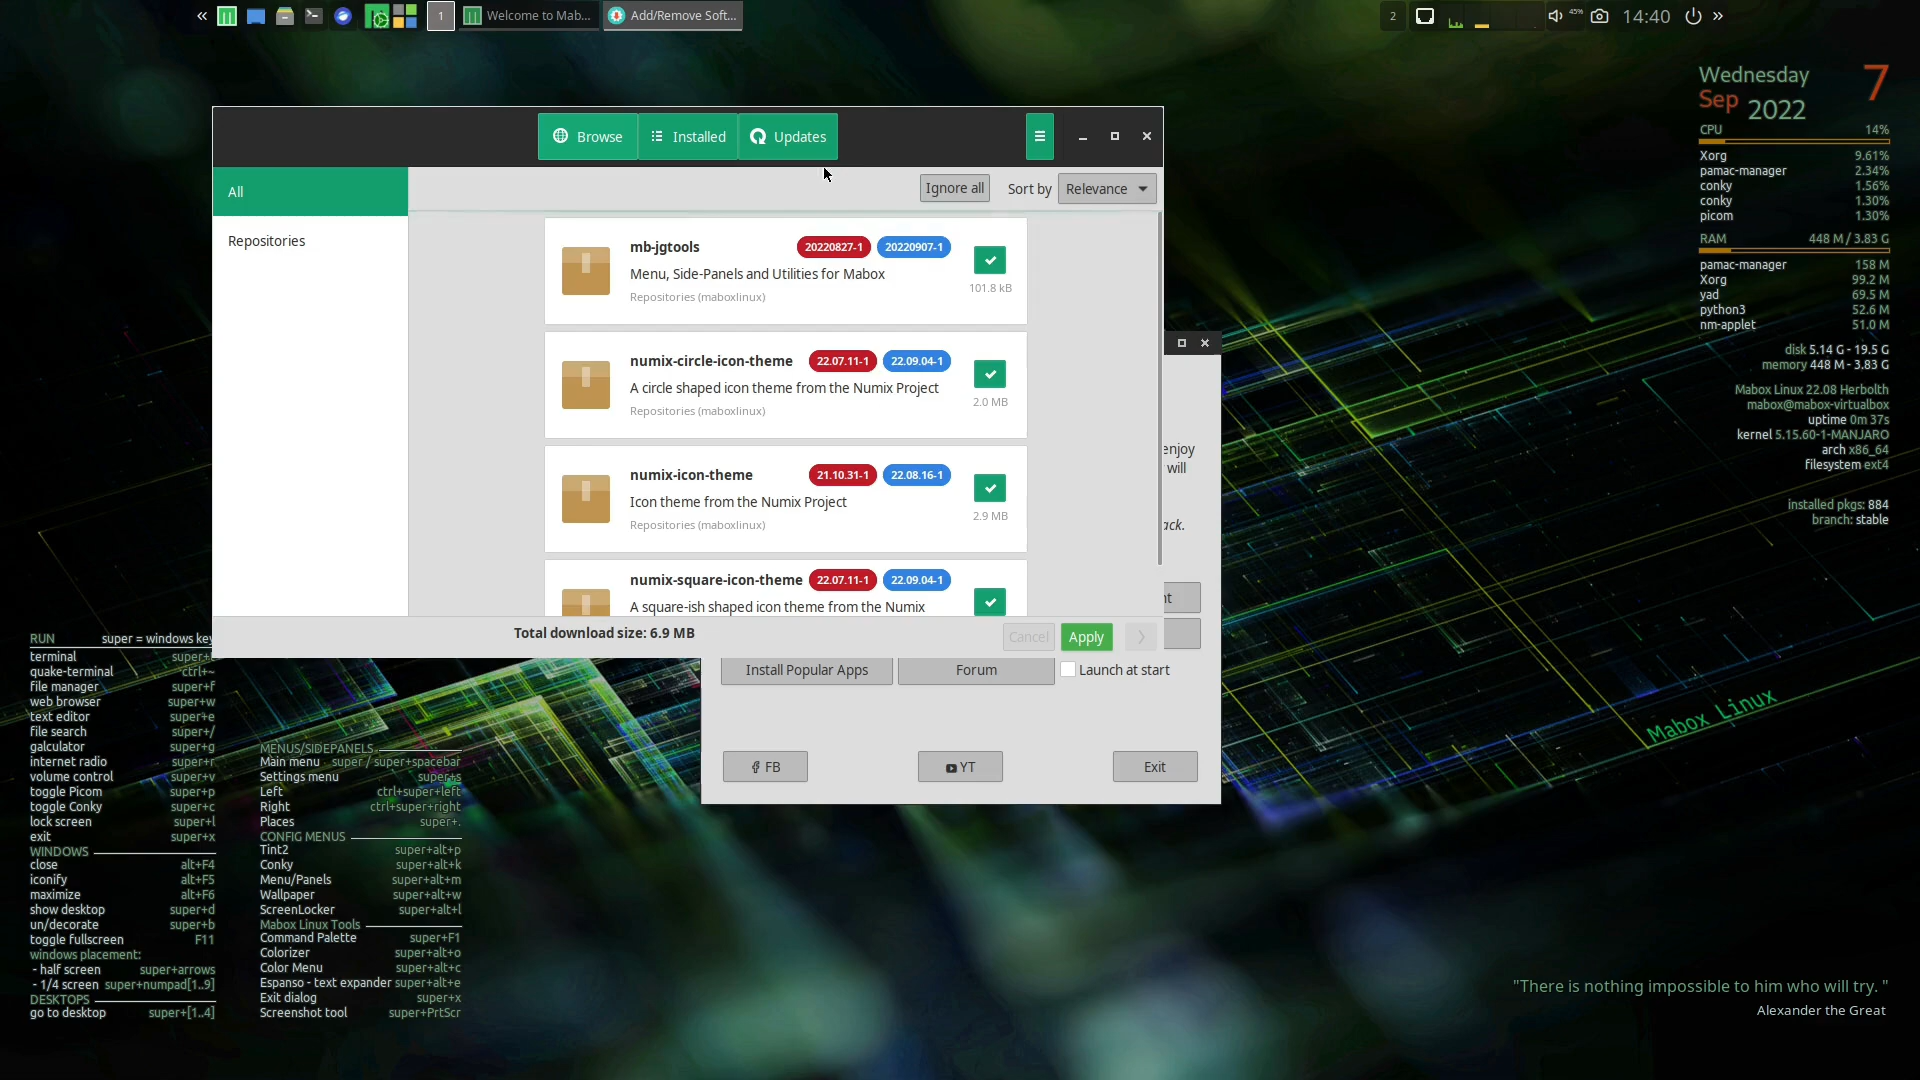 «
1
Welcome to Mab...
Add/Remove Soft...
2
45%
14:40
»
Wednesday
Sep
2022
7
CPU 14%
Xorg 9.61%
pamac-manager 2.34%
conky 1.56%
conky 1.30%
picom 1.30%
RAM 448 M / 3.83 G
pamac-manager 158 M
Xorg 99.2 M
yad 69.5 M
python3 52.6 M
nm-applet 51.0 M
disk 5.14 G - 19.5 G
memory 448 M - 3.83 G
Mabox Linux 22.08 Herbolth
mabox@mabox-virtualbox
uptime 0m 37s
kernel 5.15.60-1-MANJARO
arch x86_64
filesystem ext4
installed pkgs: 884
branch: stable
Browse
Installed
Updates
All
Repositories
Ignore all
Sort by
Relevance
mb-jgtools 20220827-1 20220907-1
Menu, Side-Panels and Utilities for Mabox
Repositories (maboxlinux)
101.8 kB
numix-circle-icon-theme 22.07.11-1 22.09.04-1
A circle shaped icon theme from the Numix Project
Repositories (maboxlinux)
2.0 MB
numix-icon-theme 21.10.31-1 22.08.16-1
Icon theme from the Numix Project
Repositories (maboxlinux)
2.9 MB
numix-square-icon-theme 22.07.11-1 22.09.04-1
A square-ish shaped icon theme from the Numix
Total download size: 6.9 MB
Cancel
Apply
enjoy
will
ack.
nt
Install Popular Apps
Forum
Launch at start
FB
YT
Exit
RUN super = windows key
terminal super+
quake-terminal ctrl+~
file manager super+f
web browser super+w
text editor super+e
file search super+/
galculator super+g
internet radio super+r
volume control super+v
toggle Picom super+p
toggle Conky super+c
lock screen super+l
exit super+x
WINDOWS
close alt+F4
iconify alt+F5
maximize alt+F6
show desktop super+d
un/decorate super+b
toggle fullscreen F11
windows placement:
- half screen super+arrows
- 1/4 screen super+numpad[1..9]
DESKTOPS
go to desktop super+[1..4]
MENUS/SIDEPANELS
Main menu super / super+spacebar
Settings menu super+s
Left ctrl+super+left
Right ctrl+super+right
Places super+.
CONFIG MENUS
Tint2 super+alt+p
Conky super+alt+k
Menu/Panels super+alt+m
Wallpaper super+alt+w
ScreenLocker super+alt+l
Mabox Linux Tools
Command Palette super+F1
Colorizer super+alt+o
Color Menu super+alt+c
Espanso - text expander super+alt+e
Exit dialog super+x
Screenshot tool super+PrtScr
Mabox Linux
"There is nothing impossible to him who will try. "
Alexander the Great